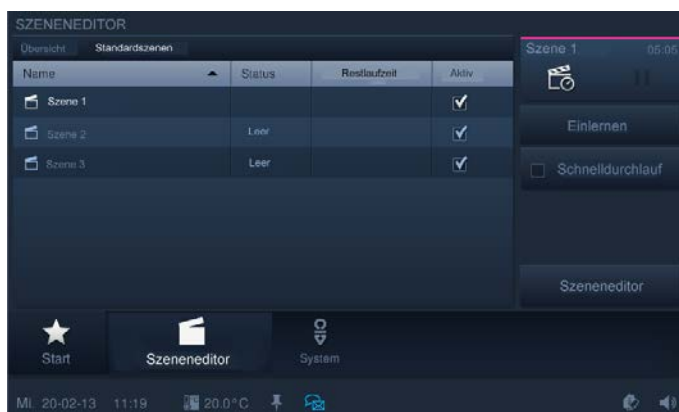 SZENENEDITOR
Übersicht Standardszenen
Name Status Restlaufzeit Aktiv
Szene 1
Szene 2 Leer
Szene 3 Leer
Szene 1 05:05
Einlernen
Schnelldurchlauf
Szeneneditor
Start Szeneneditor System
Mi. 20-02-13 11:19 20.0°C